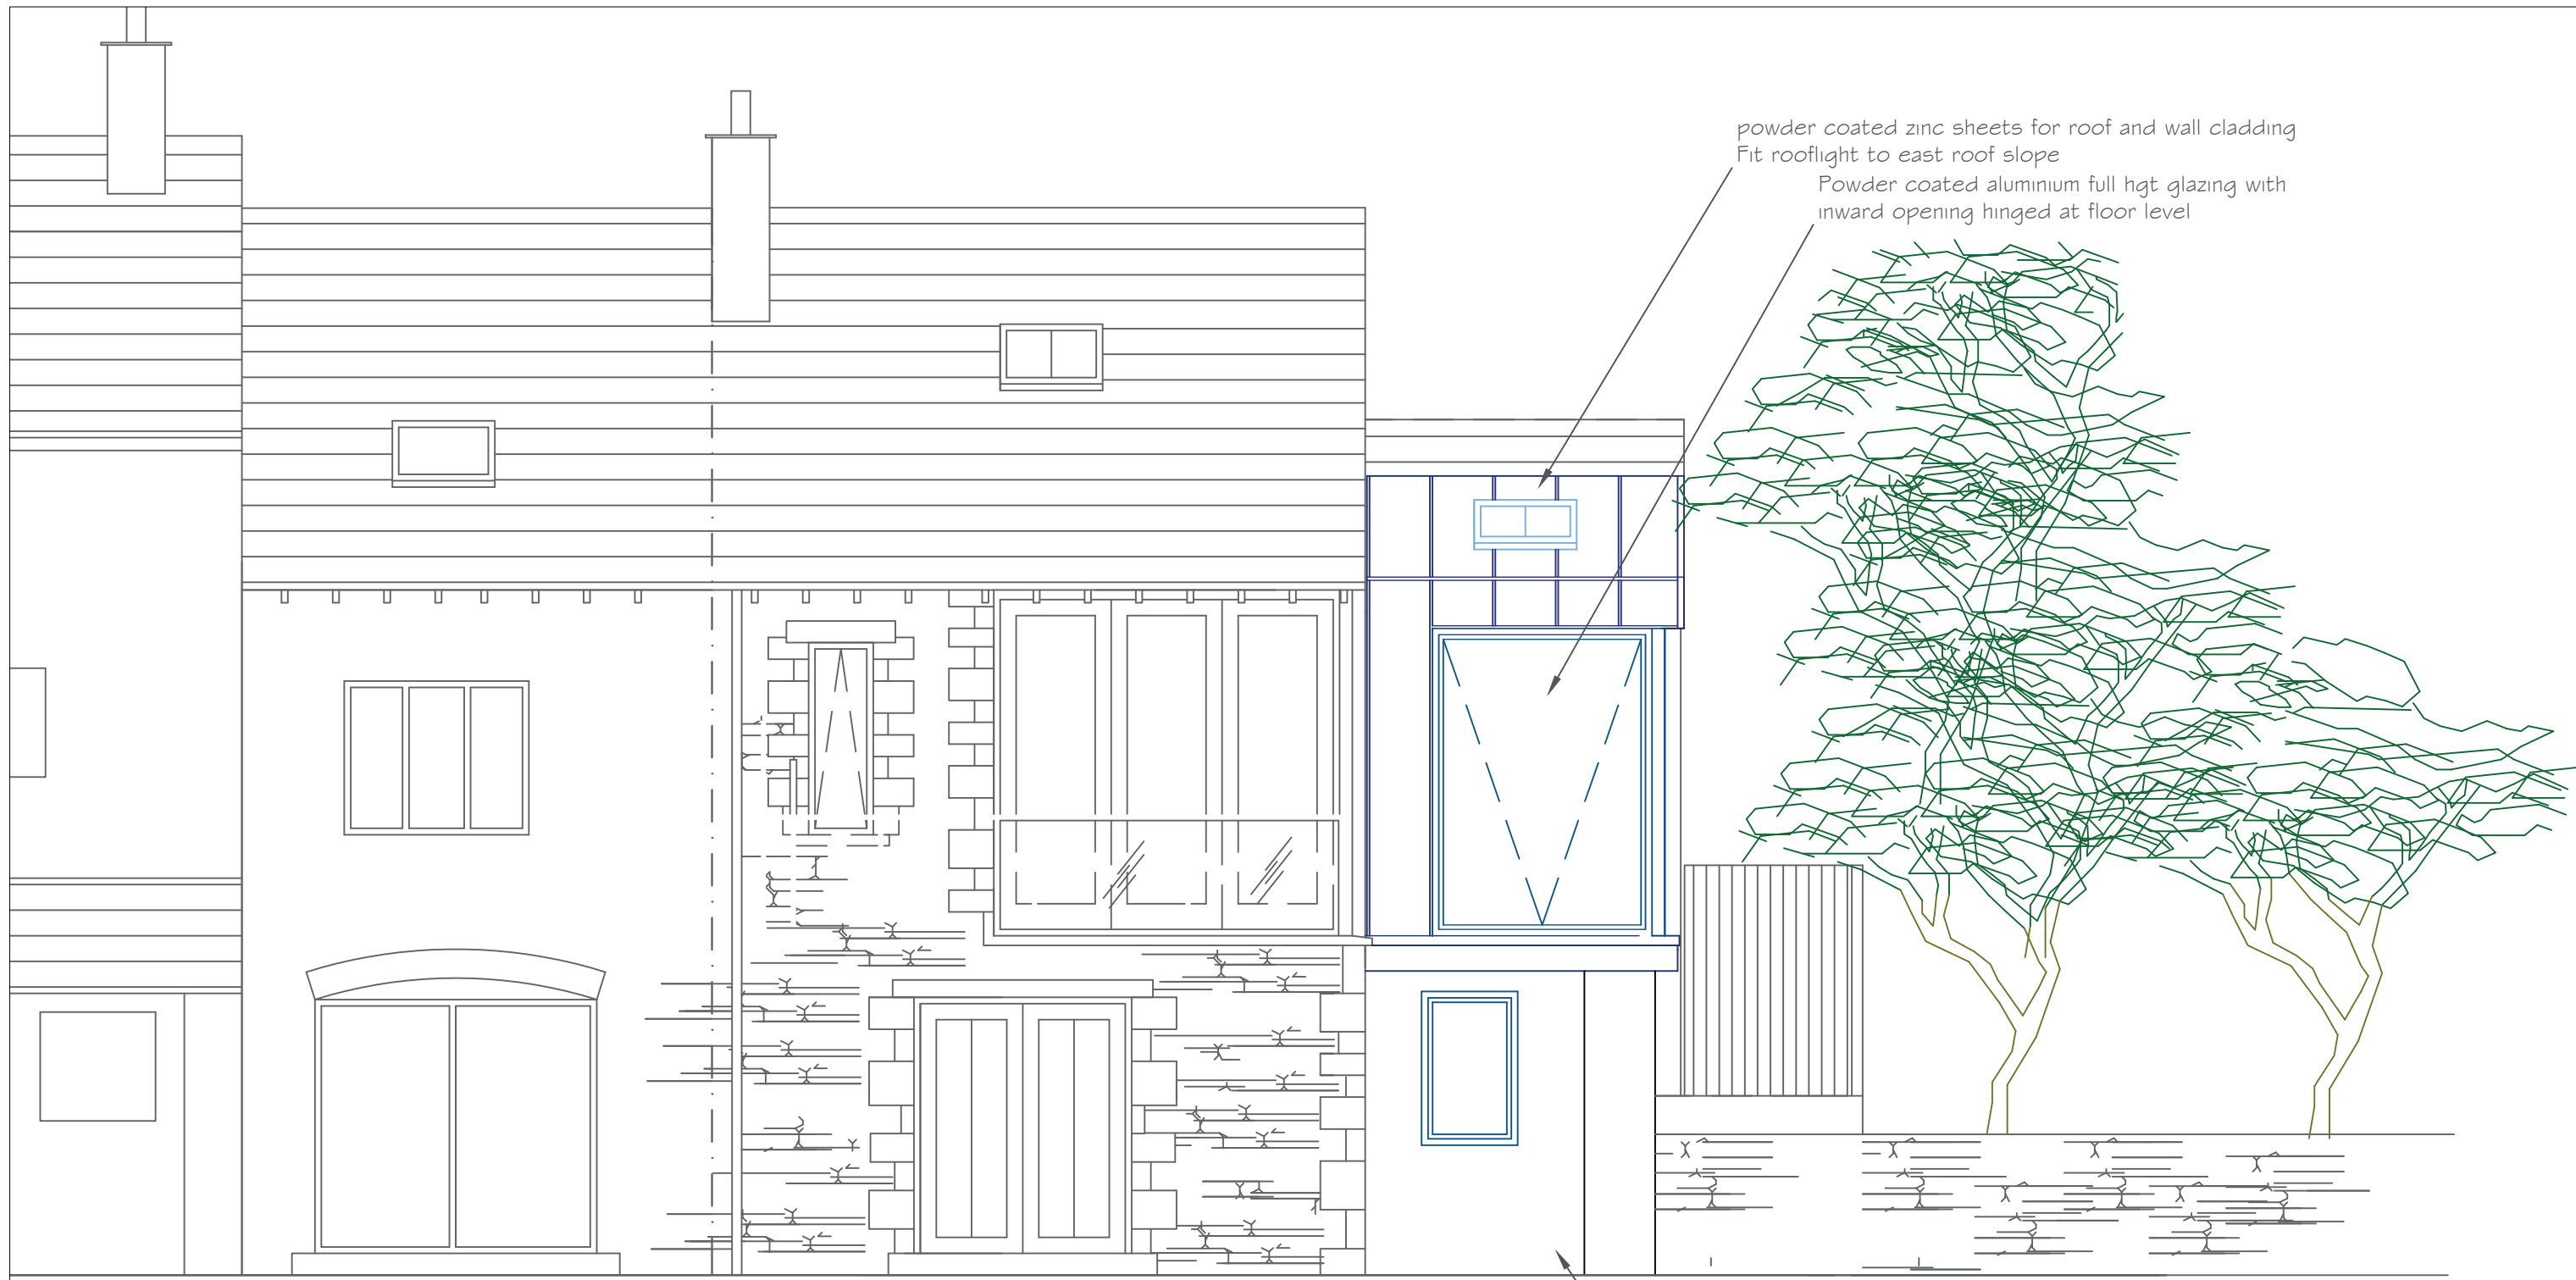 powder coated zinc sheets for roof and wall cladding
Fit rooflight to east roof slope
Powder coated aluminium full hgt glazing with
inward opening hinged at floor level